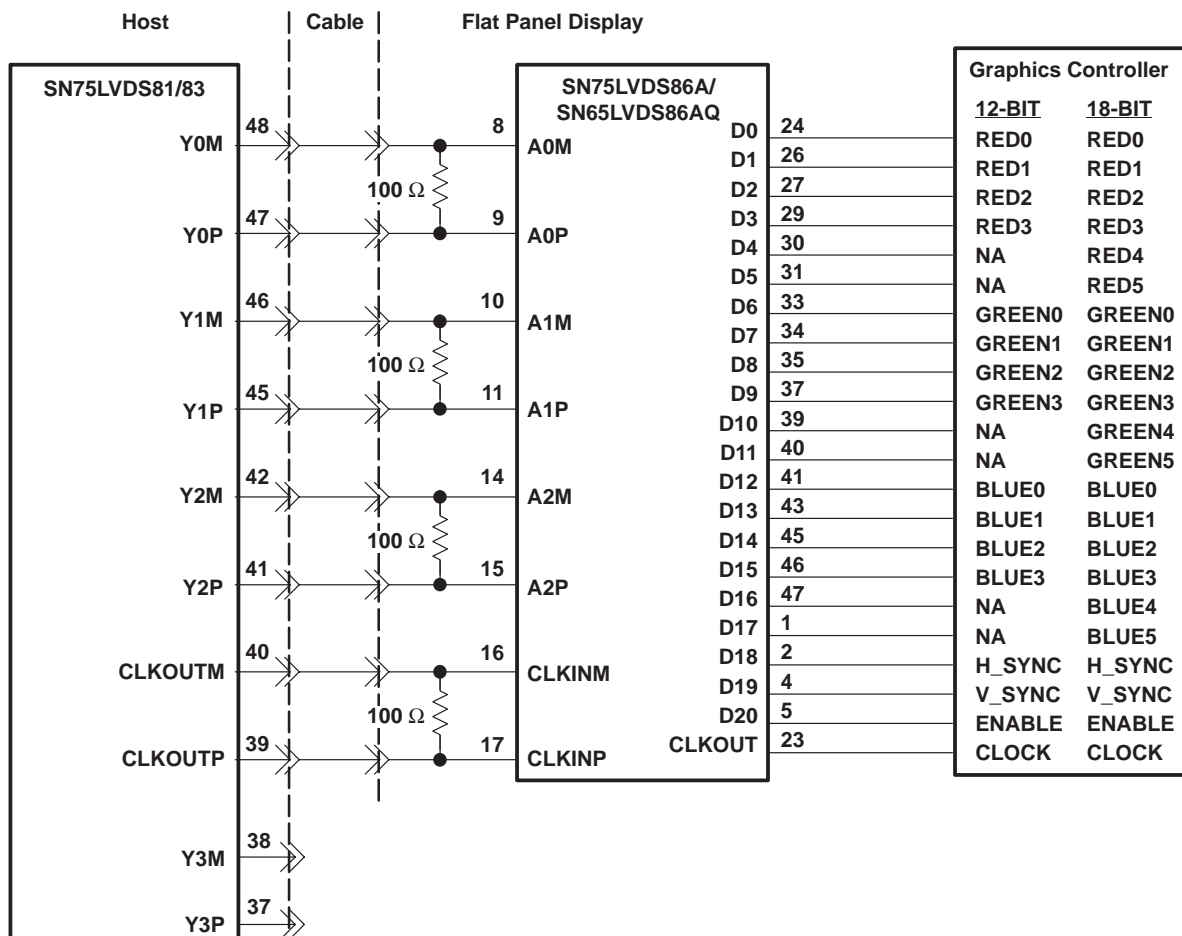 Host Cable Flat Panel Display
SN75LVDS81/83
Y0M 48
Y0P 47
Y1M 46
Y1P 45
Y2M 42
Y2P 41
CLKOUTM 40
CLKOUTP 39
Y3M 38
Y3P 37
100 Ω
100 Ω
100 Ω
100 Ω
SN75LVDS86A/
SN65LVDS86AQ
8 A0M
9 A0P
10 A1M
11 A1P
14 A2M
15 A2P
16 CLKINM
17 CLKINP
D0 24
D1 26
D2 27
D3 29
D4 30
D5 31
D6 33
D7 34
D8 35
D9 37
D10 39
D11 40
D12 41
D13 43
D14 45
D15 46
D16 47
D17 1
D18 2
D19 4
D20 5
CLKOUT 23
Graphics Controller
12-BIT 18-BIT
RED0 RED0
RED1 RED1
RED2 RED2
RED3 RED3
NA RED4
NA RED5
GREEN0 GREEN0
GREEN1 GREEN1
GREEN2 GREEN2
GREEN3 GREEN3
NA GREEN4
NA GREEN5
BLUE0 BLUE0
BLUE1 BLUE1
BLUE2 BLUE2
BLUE3 BLUE3
NA BLUE4
NA BLUE5
H_SYNC H_SYNC
V_SYNC V_SYNC
ENABLE ENABLE
CLOCK CLOCK